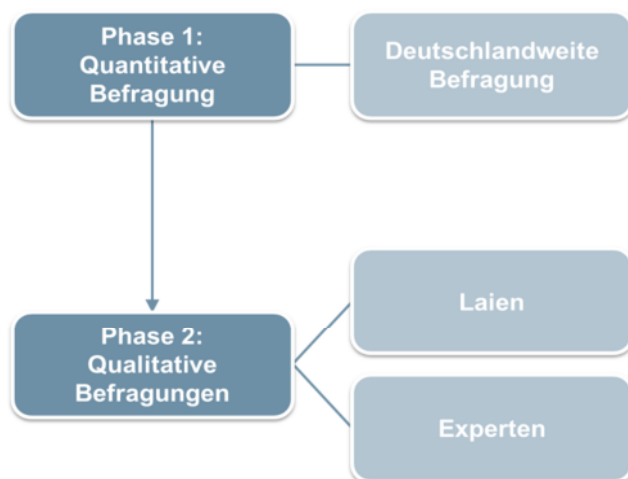 Phase 1:
Quantitative
Befragung
Deutschlandweite
Befragung
Phase 2:
Qualitative
Befragungen
Laien
Experten